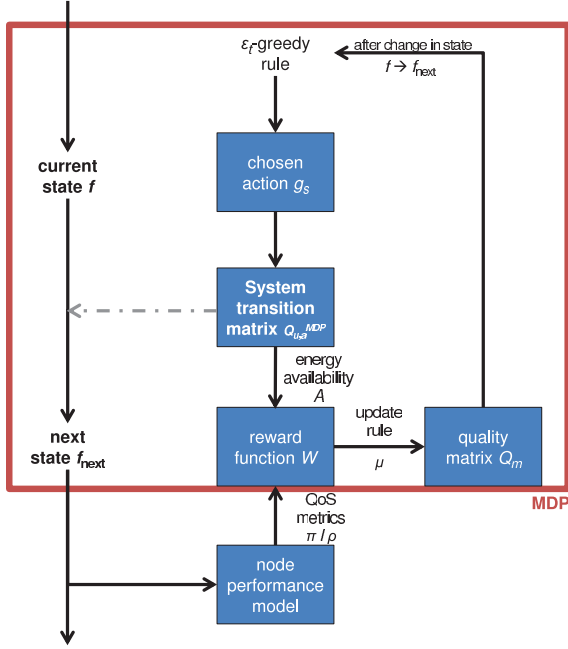 εt-greedy
rule
after change in state
f → fnext
current
state f
chosen
action gs
System
transition
matrix Qu,a^MDP
energy
availability
A
next
state fnext
reward
function W
update
rule
μ
quality
matrix Qm
MDP
QoS
metrics
π / ρ
node
performance
model